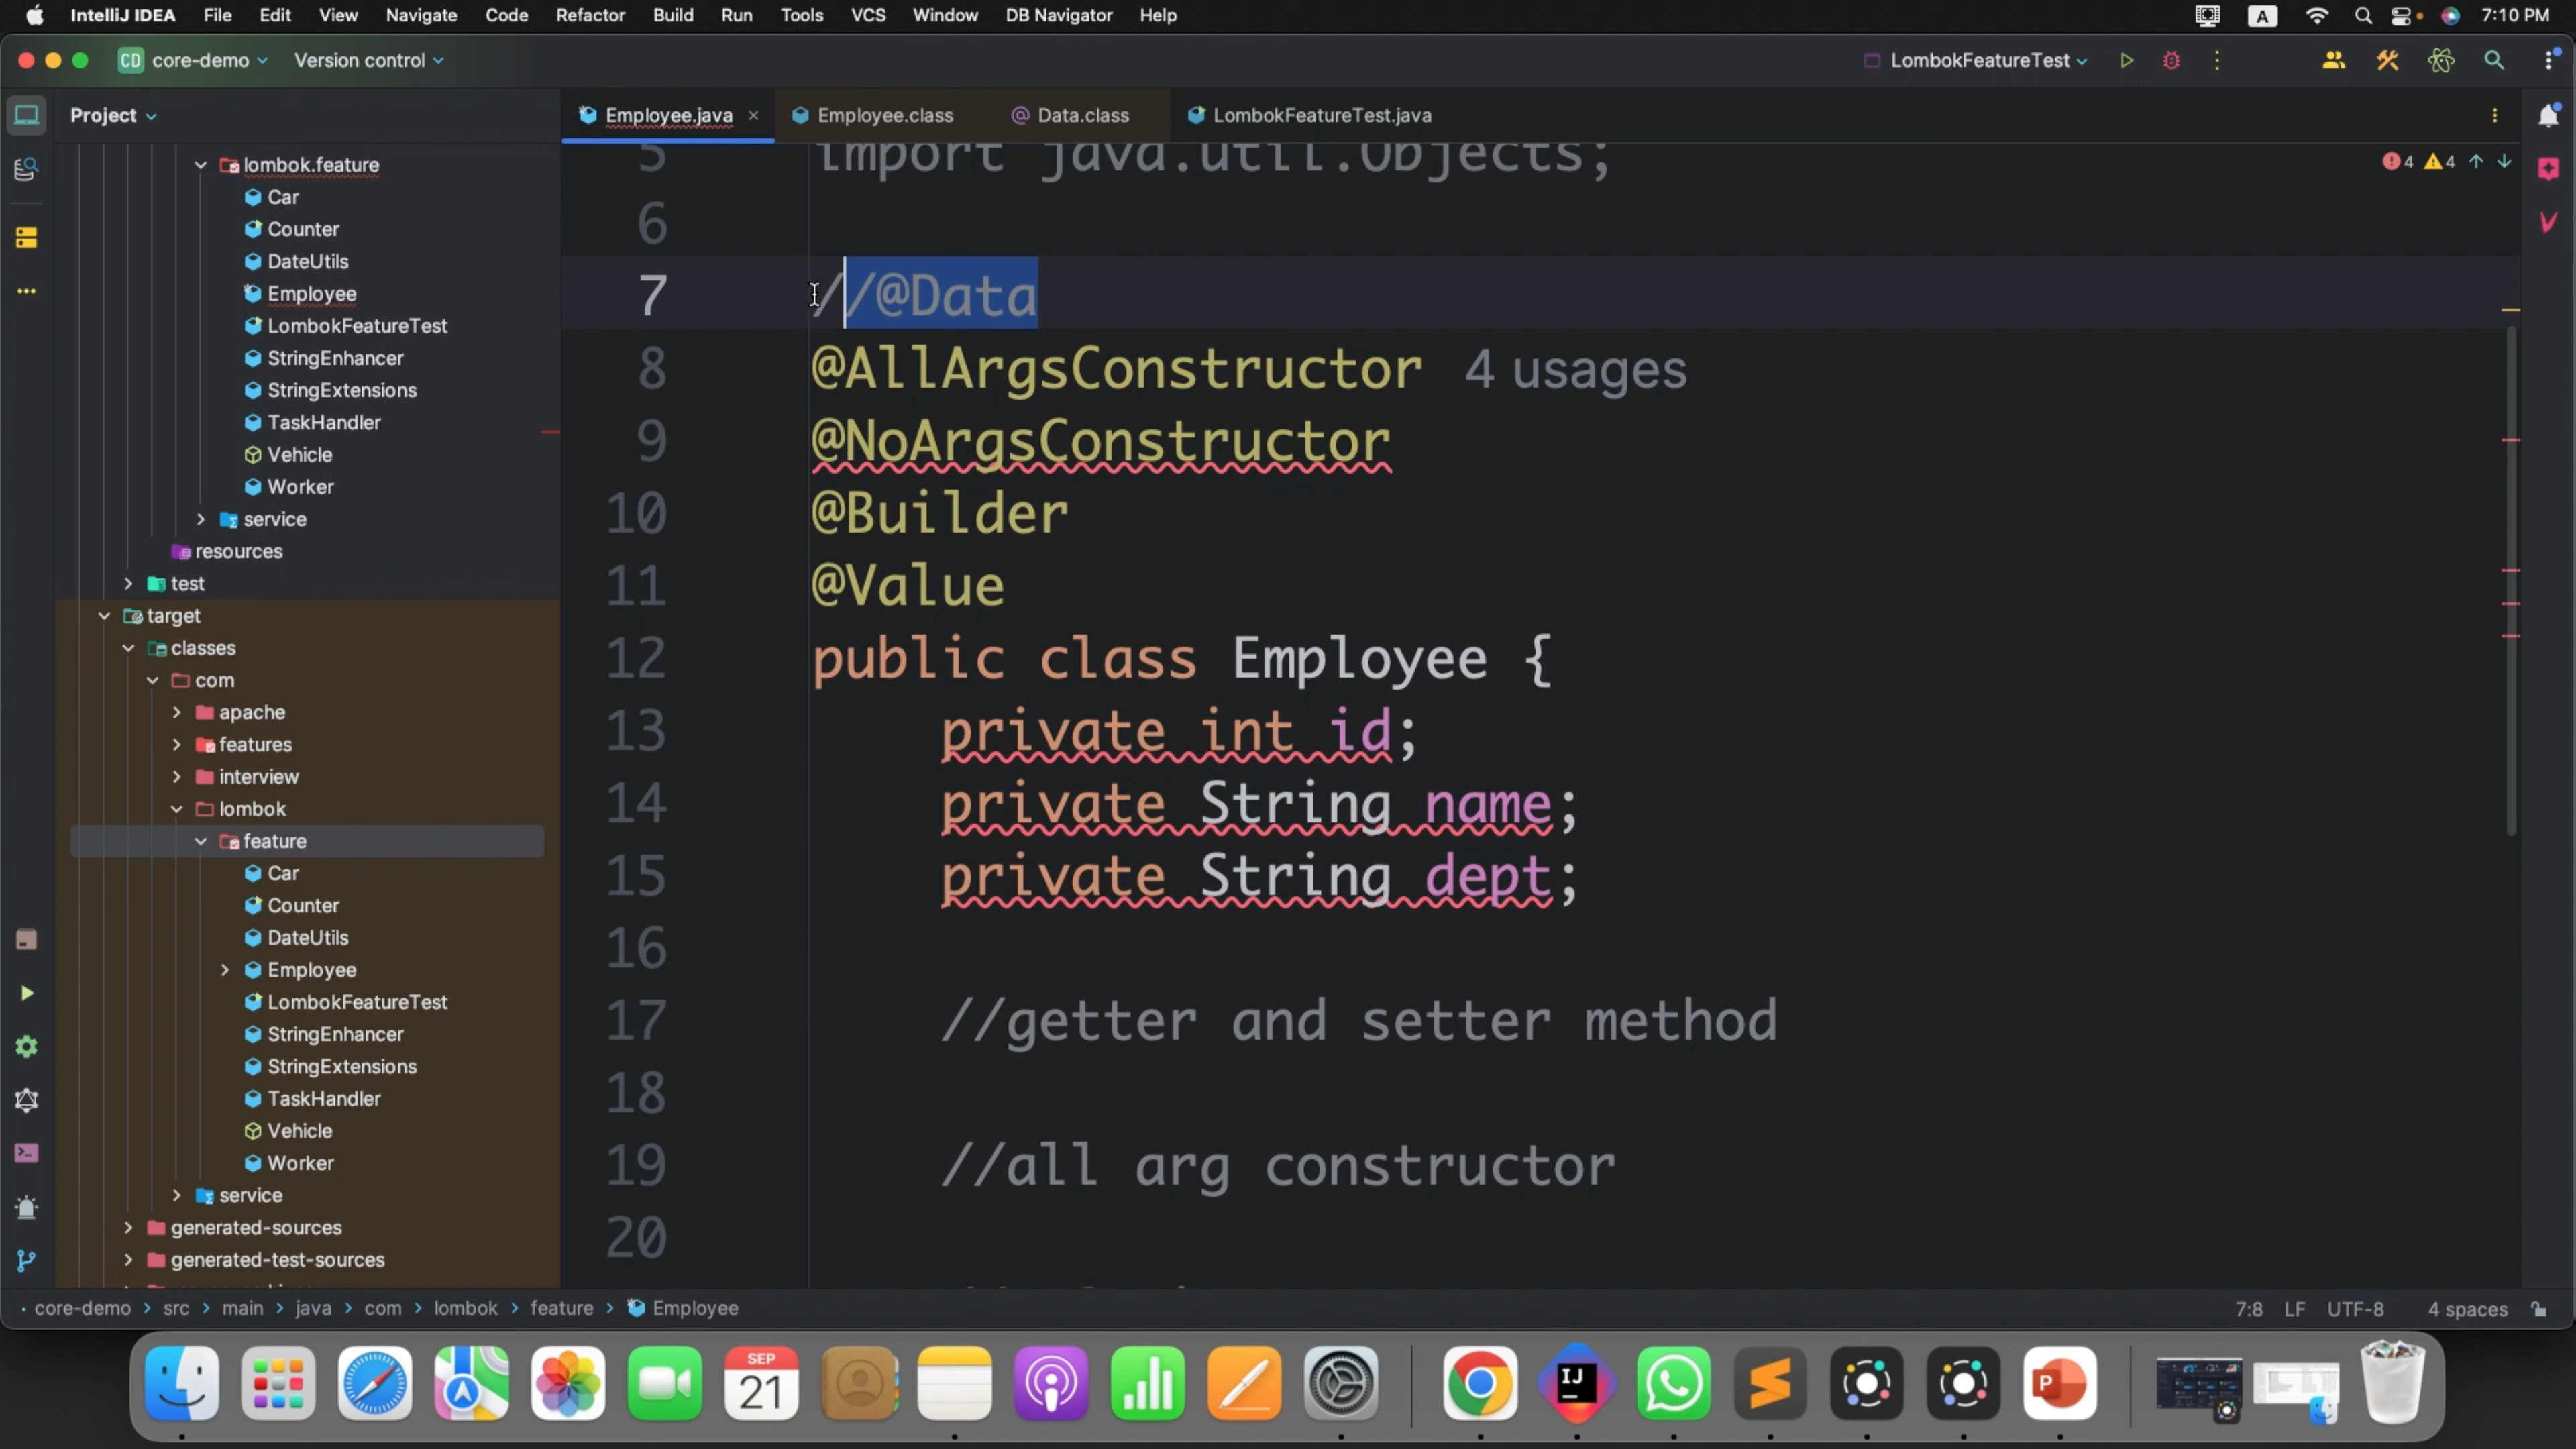 IntelliJ IDEA File Edit View Navigate Code Refactor Build Run Tools VCS Window DB Navigator Help A 7:10 PM
CD core-demo Version control LombokFeatureTest
Project
Employee.java Employee.class Data.class LombokFeatureTest.java
4 4
lombok.feature
Car
Counter
DateUtils
Employee
LombokFeatureTest
StringEnhancer
StringExtensions
TaskHandler
Vehicle
Worker
service
resources
test
target
classes
com
apache
features
interview
lombok
feature
Car
Counter
DateUtils
Employee
LombokFeatureTest
StringEnhancer
StringExtensions
TaskHandler
Vehicle
Worker
service
generated-sources
generated-test-sources
5 import java.util.Objects;
6
7 //@Data
8 @AllArgsConstructor 4 usages
9 @NoArgsConstructor
10 @Builder
11 @Value
12 public class Employee {
13 private int id;
14 private String name;
15 private String dept;
16
17 //getter and setter method
18
19 //all arg constructor
20
core-demo > src > main > java > com > lombok > feature > Employee 7:8 LF UTF-8 4 spaces
SEP
21
IJ
P